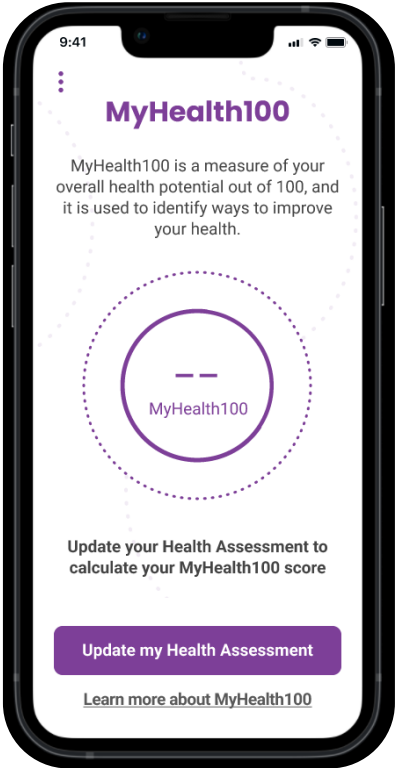 9:41
MyHealth100
MyHealth100 is a measure of your
overall health potential out of 100, and
it is used to identify ways to improve
your health.
––
MyHealth100
Update your Health Assessment to
calculate your MyHealth100 score
Update my Health Assessment
Learn more about MyHealth100